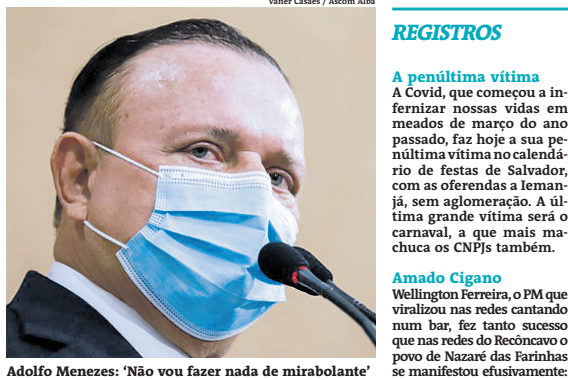 Vaner Casaes / Ascom Alba
Adolfo Menezes: ‘Não vou fazer nada de mirabolante’
REGISTROS
A penúltima vítima
A Covid, que começou a in-
fernizar nossas vidas em
meados de março do ano
passado, faz hoje a sua pe-
núltima vítima no calendá-
rio de festas de Salvador,
com as oferendas a Ieman-
já, sem aglomeração. A úl-
tima grande vítima será o
carnaval, a que mais ma-
chuca os CNPJs também.
Amado Cigano
Wellington Ferreira, o PM que
viralizou nas redes cantando
num bar, fez tanto sucesso
que nas redes do Recôncavo o
povo de Nazaré das Farinhas
se manifestou efusivamente: